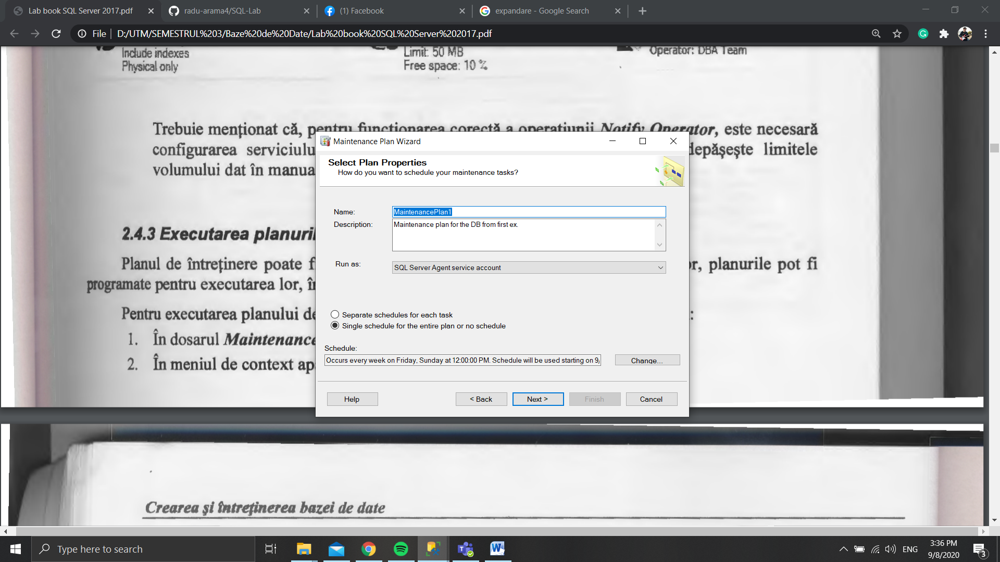 Lab book SQL Server 2017.pdf
radu-arama4/SQL-Lab
(1) Facebook
expandare - Google Search
File
D:/UTM/SEMESTRUL%203/Baze%20de%20Date/Lab%20book%20SQL%20Server%202017.pdf
Include indexes
Physical only
Limit: 50 MB
Free space: 10 %
Operator: DBA Team
Trebuie menționat că, pentru funcționarea corectă a operațiunii Notify Operator, este necesară
configurarea serviciulu
depășește limitele
volumului dat în manua
2.4.3 Executarea planuril
Planul de întreținere poate f
or, planurile pot fi
programate pentru executarea lor, în
Pentru executarea planului de
:
1. În dosarul Maintenance
2. În meniul de context ap
Maintenance Plan Wizard
Select Plan Properties
How do you want to schedule your maintenance tasks?
Name:
MaintenancePlan1
Description:
Maintenance plan for the DB from first ex.
Run as:
SQL Server Agent service account
Separate schedules for each task
Single schedule for the entire plan or no schedule
Schedule:
Occurs every week on Friday, Sunday at 12:00:00 PM. Schedule will be used starting on 9/
Change...
Help
< Back
Next >
Finish
Cancel
Crearea și întreținerea bazei de date
Type here to search
ENG
3:36 PM
9/8/2020
3